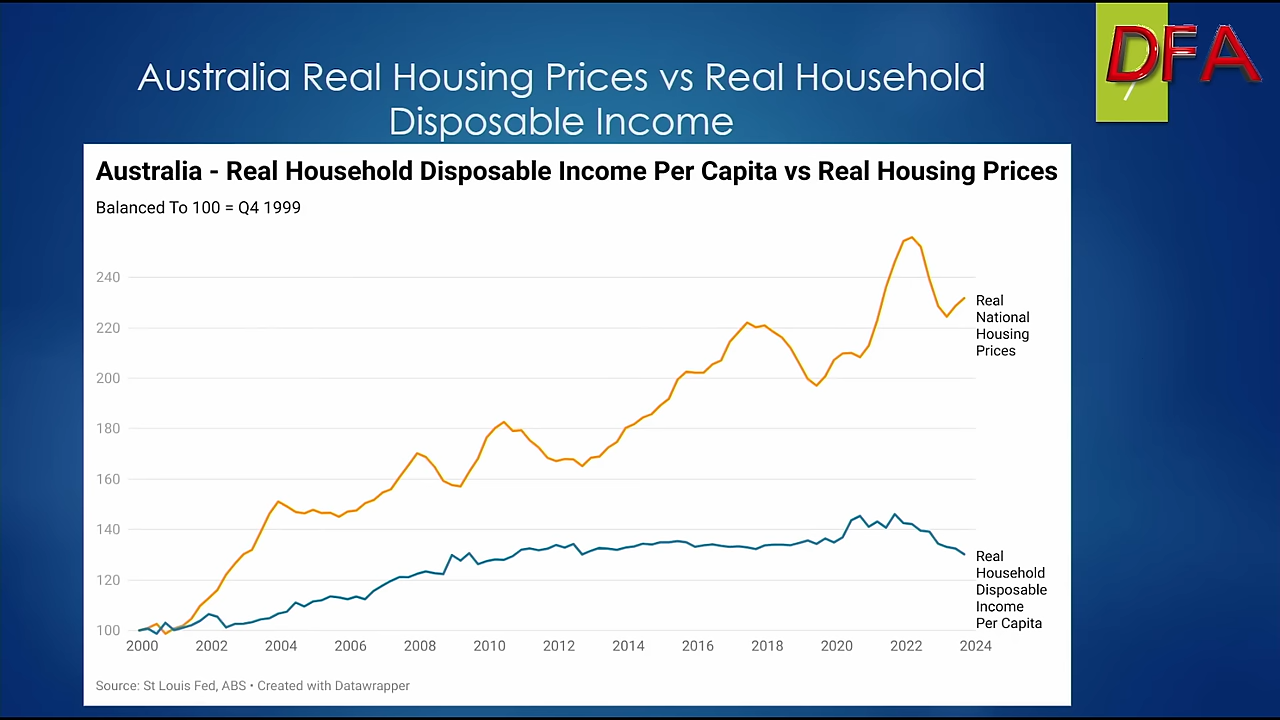 Australia Real Housing Prices vs Real Household
Disposable Income
DFA
7
Australia - Real Household Disposable Income Per Capita vs Real Housing Prices
Balanced To 100 = Q4 1999
240
220
200
180
160
140
120
100
Real
National
Housing
Prices
Real
Household
Disposable
Income
Per Capita
2000 2002 2004 2006 2008 2010 2012 2014 2016 2018 2020 2022 2024
Source: St Louis Fed, ABS • Created with Datawrapper